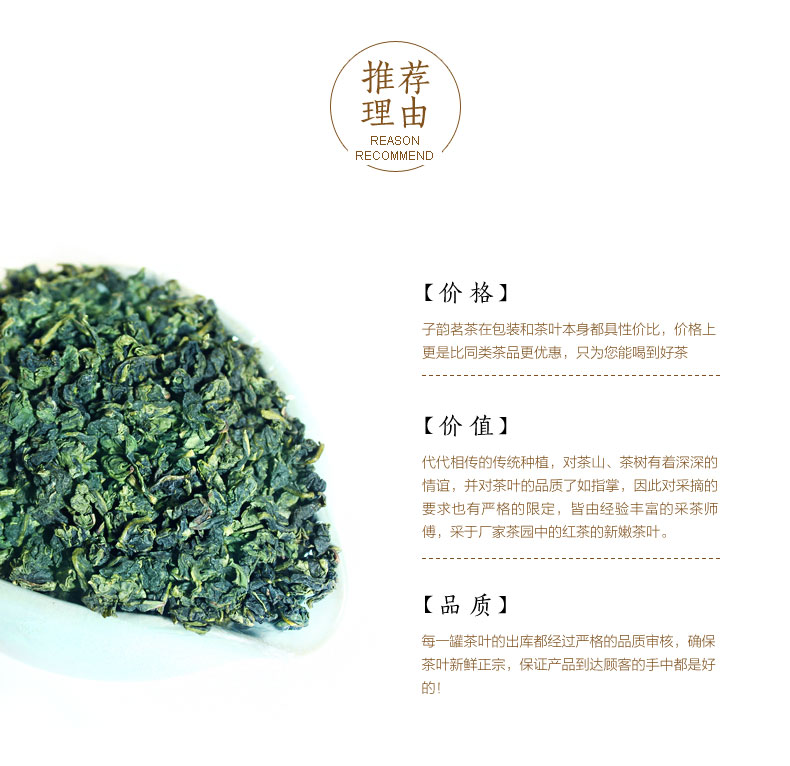 推荐
理由
REASON
RECOMMEND
【价格】
子韵茗茶在包装和茶叶本身都具性价比，价格上
更是比同类茶品更优惠，只为您能喝到好茶
【价值】
代代相传的传统种植，对茶山、茶树有着深深的
情谊，并对茶叶的品质了如指掌，因此对采摘的
要求也有严格的限定，皆由经验丰富的采茶师
傅，采于厂家茶园中的红茶的新嫩茶叶。
【品质】
每一罐茶叶的出库都经过严格的品质审核，确保
茶叶新鲜正宗，保证产品到达顾客的手中都是好
的！